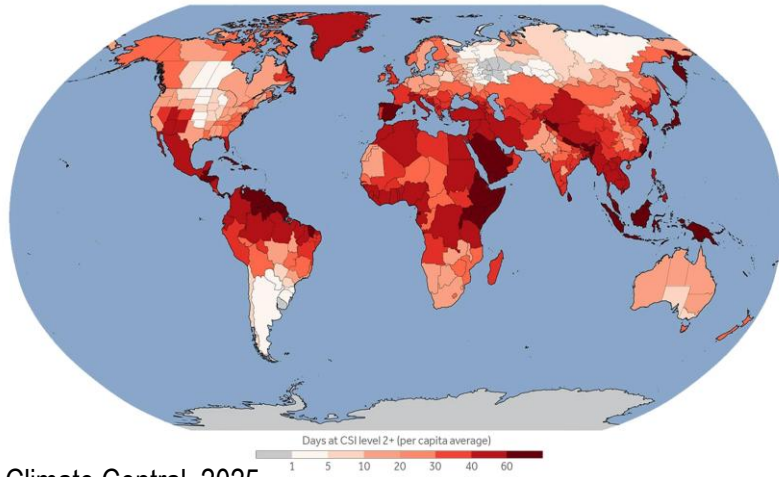 Days at CSI level 2+ (per capita average)
1 5 10 20 30 40 60
Climate Central, 2025